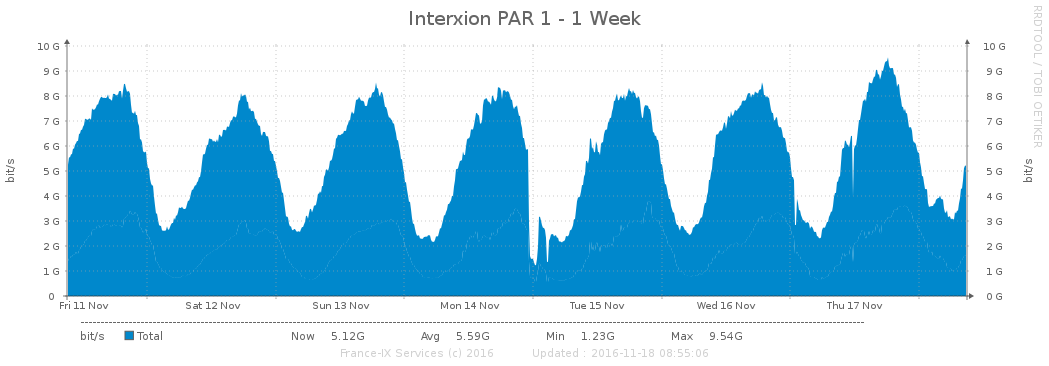 Interxion PAR 1 - 1 Week
RRDTOOL / TOBI OETIKER
bit/s
10 G 10 G
9 G 9 G
8 G 8 G
7 G 7 G
6 G 6 G
5 G 5 G
4 G 4 G
3 G 3 G
2 G 2 G
1 G 1 G
0 0 G
bit/s
Fri 11 Nov Sat 12 Nov Sun 13 Nov Mon 14 Nov Tue 15 Nov Wed 16 Nov Thu 17 Nov
bit/s Total Now 5.12G Avg 5.59G Min 1.23G Max 9.54G
France-IX Services (c) 2016 Updated : 2016-11-18 08:55:06